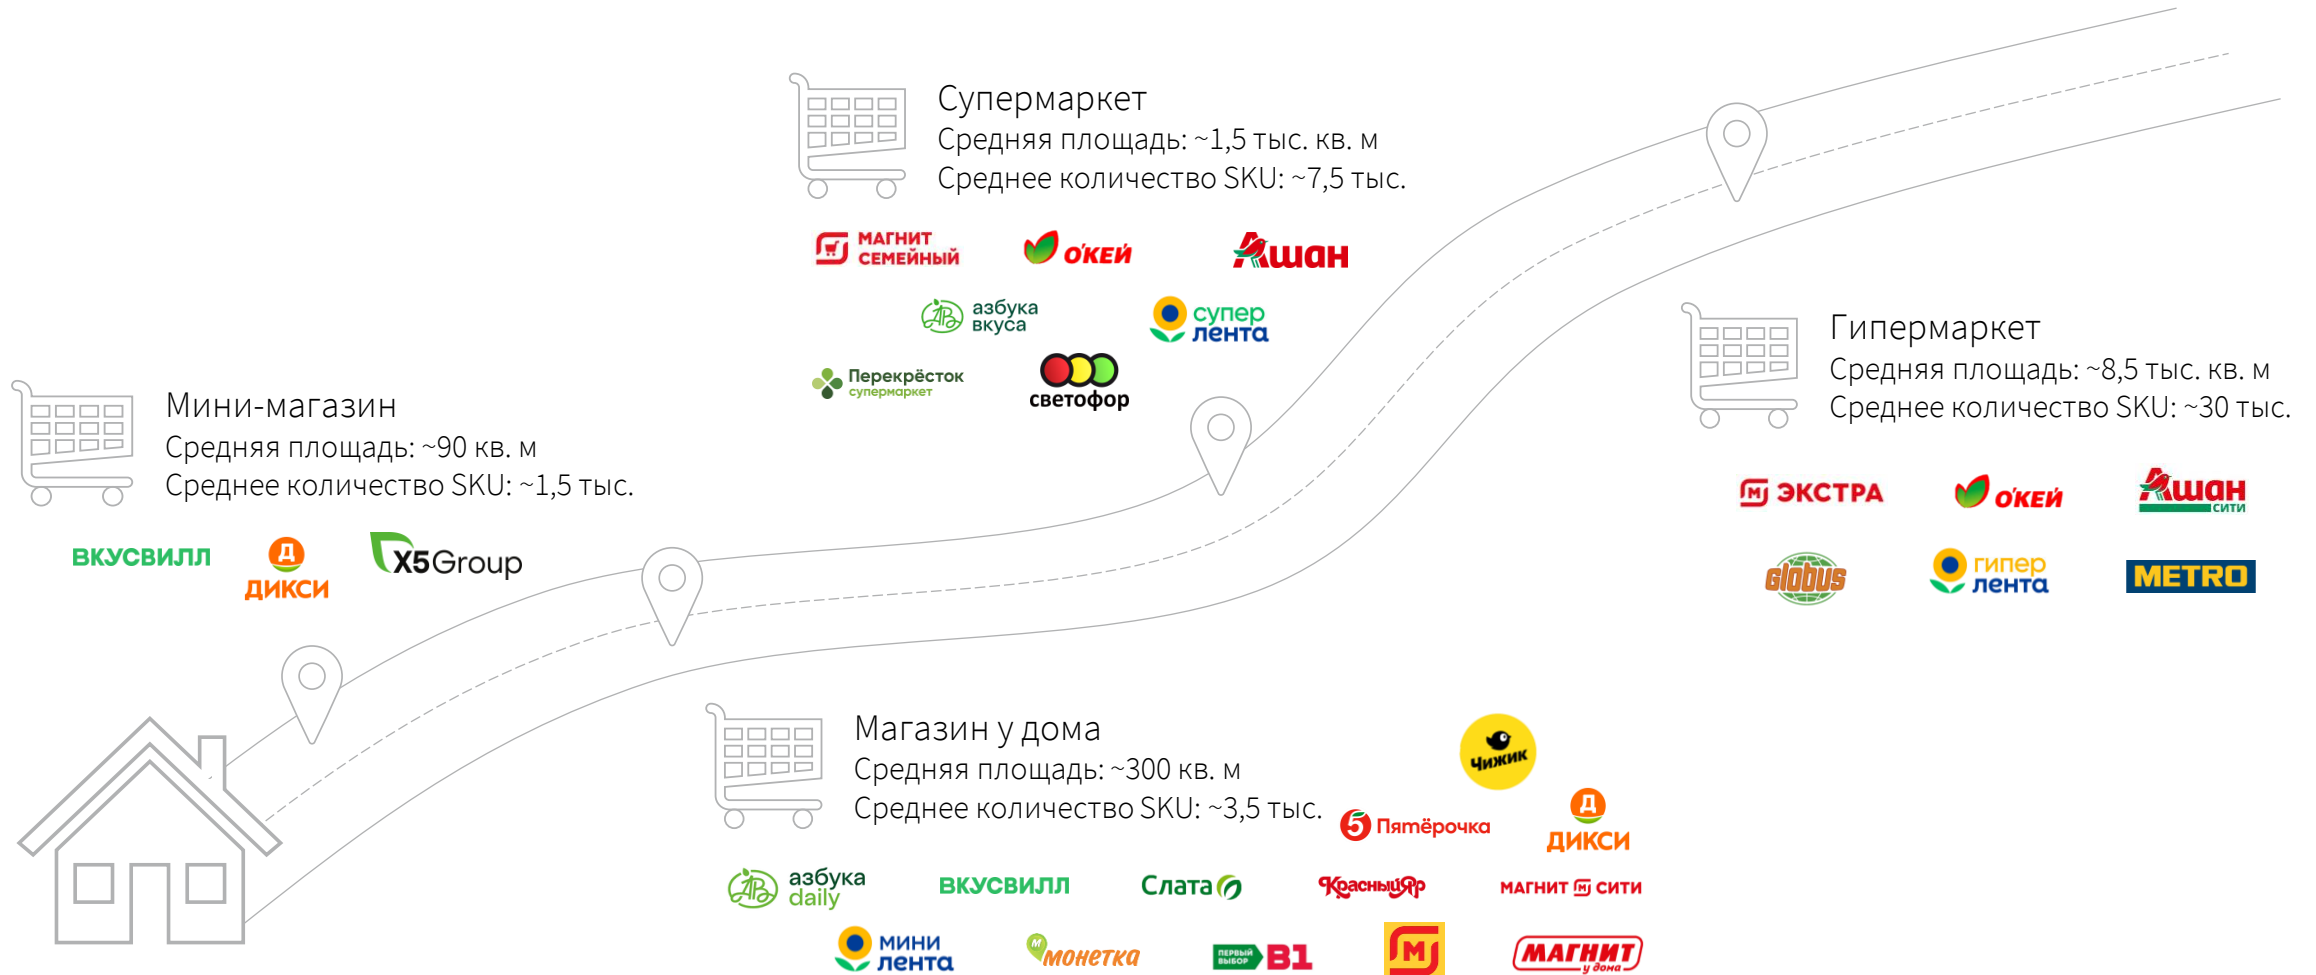 Супермаркет
Средняя площадь: ~1,5 тыс. кв. м
Среднее количество SKU: ~7,5 тыс.
МАГНИТ
СЕМЕЙНЫЙ
О'КЕЙ
Ашан
азбука
вкуса
супер
лента
Перекрёсток
супермаркет
светофор
Гипермаркет
Средняя площадь: ~8,5 тыс. кв. м
Среднее количество SKU: ~30 тыс.
М ЭКСТРА
О'КЕЙ
Ашан
СИТИ
Globus
гипер
лента
METRO
Мини-магазин
Средняя площадь: ~90 кв. м
Среднее количество SKU: ~1,5 тыс.
ВКУСВИЛЛ
Д
ДИКСИ
X5Group
Магазин у дома
Средняя площадь: ~300 кв. м
Среднее количество SKU: ~3,5 тыс.
Чижик
5 Пятёрочка
Д
ДИКСИ
АВ
азбука
daily
ВКУСВИЛЛ
Слата
КрасныйЯр
МАГНИТ М СИТИ
мини
лента
М
МОНЕТКА
ПЕРВЫЙ
ВЫБОР
В1
М
МАГНИТ
у дома